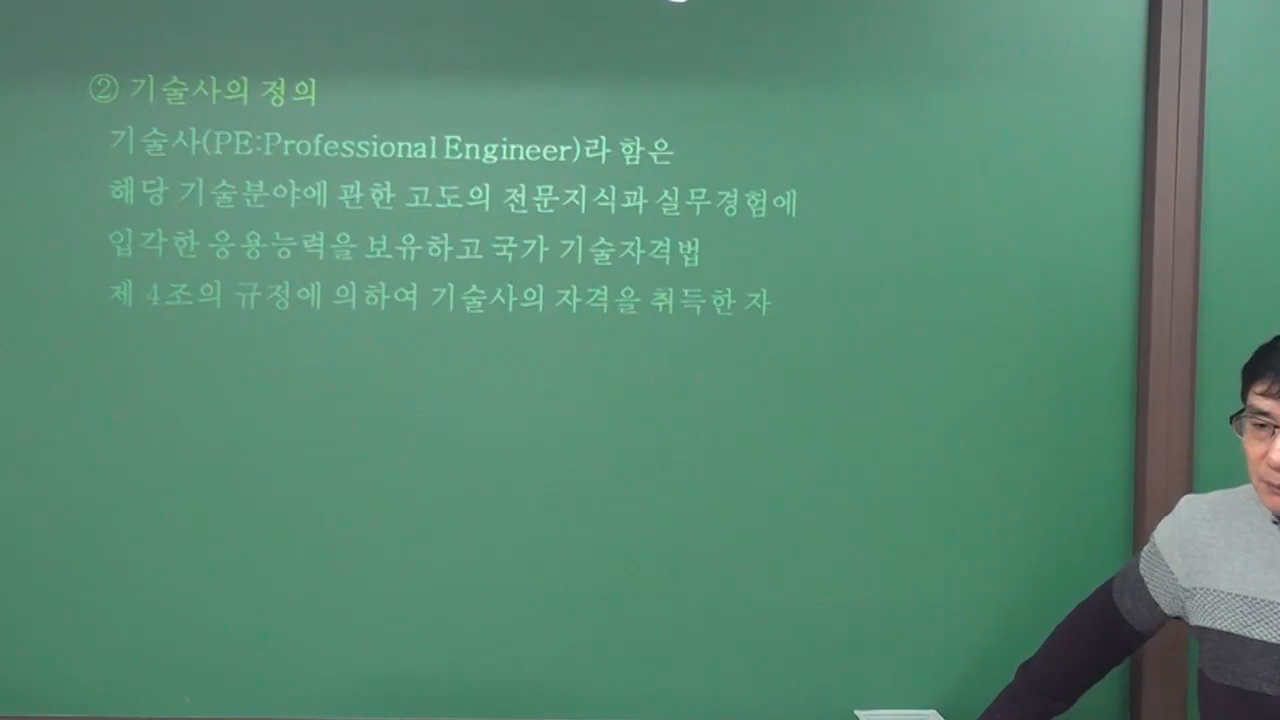 ② 기술사의 정의
기술사(PE:Professional Engineer)라 함은
해당 기술분야에 관한 고도의 전문지식과 실무경험에
입각한 응용능력을 보유하고 국가 기술자격법
제 4조의 규정에 의하여 기술사의 자격을 취득한 자